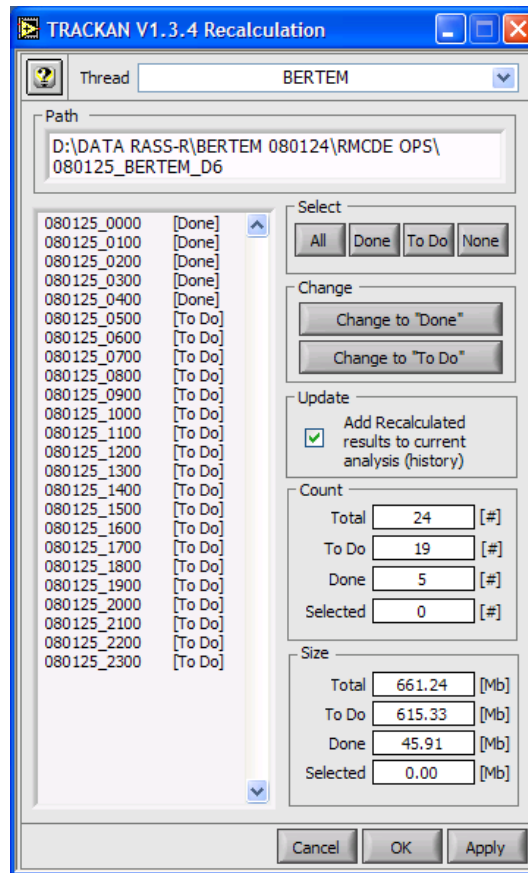 TRACKAN V1.3.4 Recalculation
Thread BERTEM
Path
D:\DATA RASS-R\BERTEM 080124\RMCDE OPS\
080125_BERTEM_D6
080125_0000 [Done]
080125_0100 [Done]
080125_0200 [Done]
080125_0300 [Done]
080125_0400 [Done]
080125_0500 [To Do]
080125_0600 [To Do]
080125_0700 [To Do]
080125_0800 [To Do]
080125_0900 [To Do]
080125_1000 [To Do]
080125_1100 [To Do]
080125_1200 [To Do]
080125_1300 [To Do]
080125_1400 [To Do]
080125_1500 [To Do]
080125_1600 [To Do]
080125_1700 [To Do]
080125_1800 [To Do]
080125_1900 [To Do]
080125_2000 [To Do]
080125_2100 [To Do]
080125_2200 [To Do]
080125_2300 [To Do]
Select
All Done To Do None
Change
Change to "Done"
Change to "To Do"
Update
Add Recalculated
results to current
analysis (history)
Count
Total 24 [#]
To Do 19 [#]
Done 5 [#]
Selected 0 [#]
Size
Total 661.24 [Mb]
To Do 615.33 [Mb]
Done 45.91 [Mb]
Selected 0.00 [Mb]
Cancel OK Apply